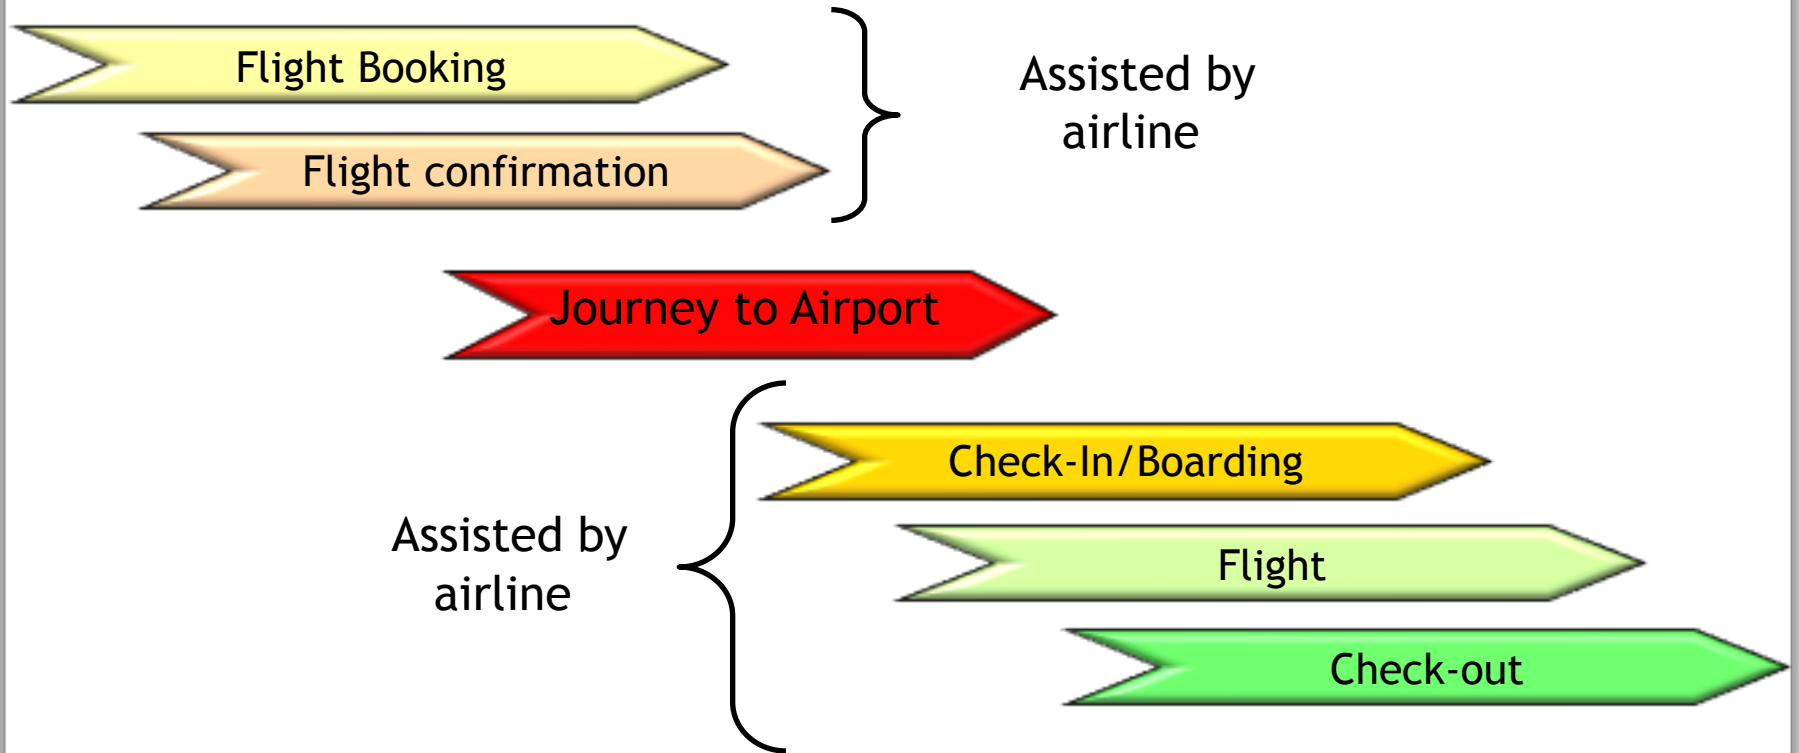 Flight Booking
Assisted by
airline
Flight confirmation
Journey to Airport
Check-In/Boarding
Assisted by
airline
Flight
Check-out